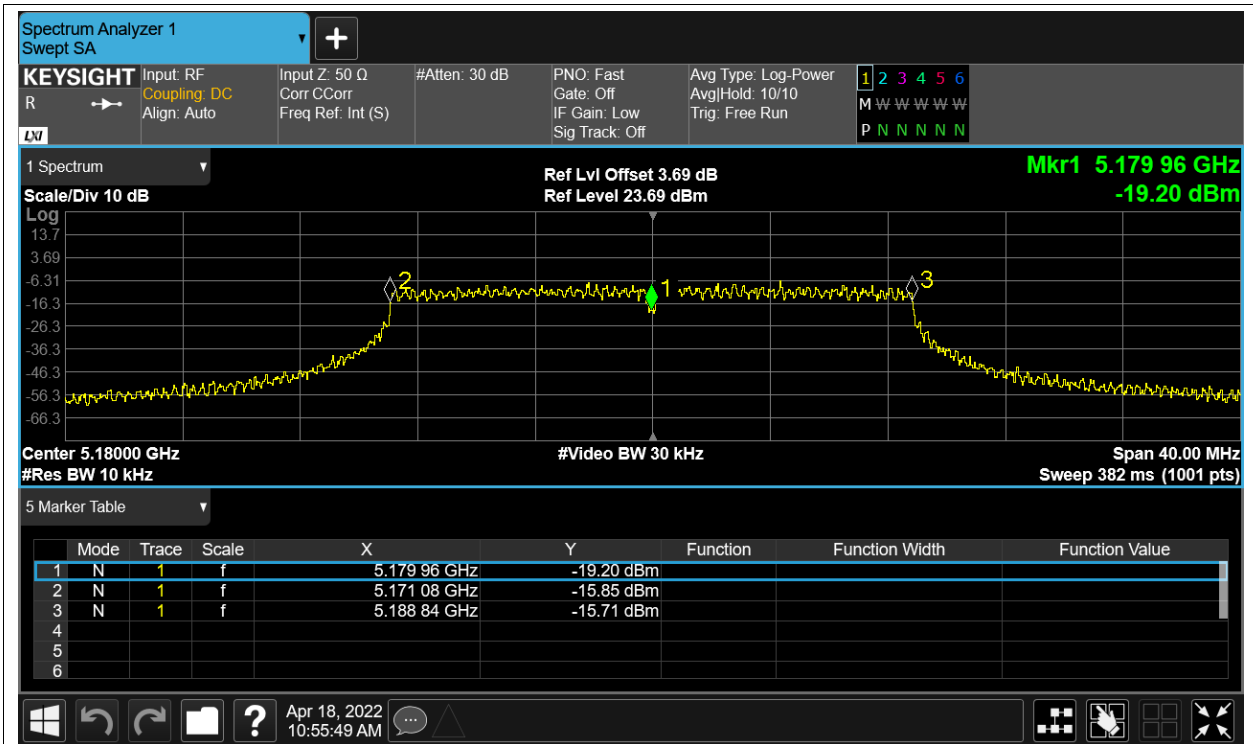 Spectrum Analyzer 1
Swept SA
+
KEYSIGHT Input: RF Input Z: 50 Ω #Atten: 30 dB PNO: Fast Avg Type: Log-Power 1 2 3 4 5 6
R Coupling: DC Corr CCorr Gate: Off Avg|Hold: 10/10 M W W W W W
Align: Auto Freq Ref: Int (S) IF Gain: Low Trig: Free Run
LXI Sig Track: Off P N N N N N
1 Spectrum Ref Lvl Offset 3.69 dB Mkr1 5.179 96 GHz
Scale/Div 10 dB Ref Level 23.69 dBm -19.20 dBm
Log
13.7
3.69
-6.31
-16.3
-26.3
-36.3
-46.3
-56.3
-66.3
2
1
3
Center 5.18000 GHz #Video BW 30 kHz Span 40.00 MHz
#Res BW 10 kHz Sweep 382 ms (1001 pts)
5 Marker Table
Mode Trace Scale X Y Function Function Width Function Value
1 N 1 f 5.179 96 GHz -19.20 dBm
2 N 1 f 5.171 08 GHz -15.85 dBm
3 N 1 f 5.188 84 GHz -15.71 dBm
4
5
6
? Apr 18, 2022
10:55:49 AM